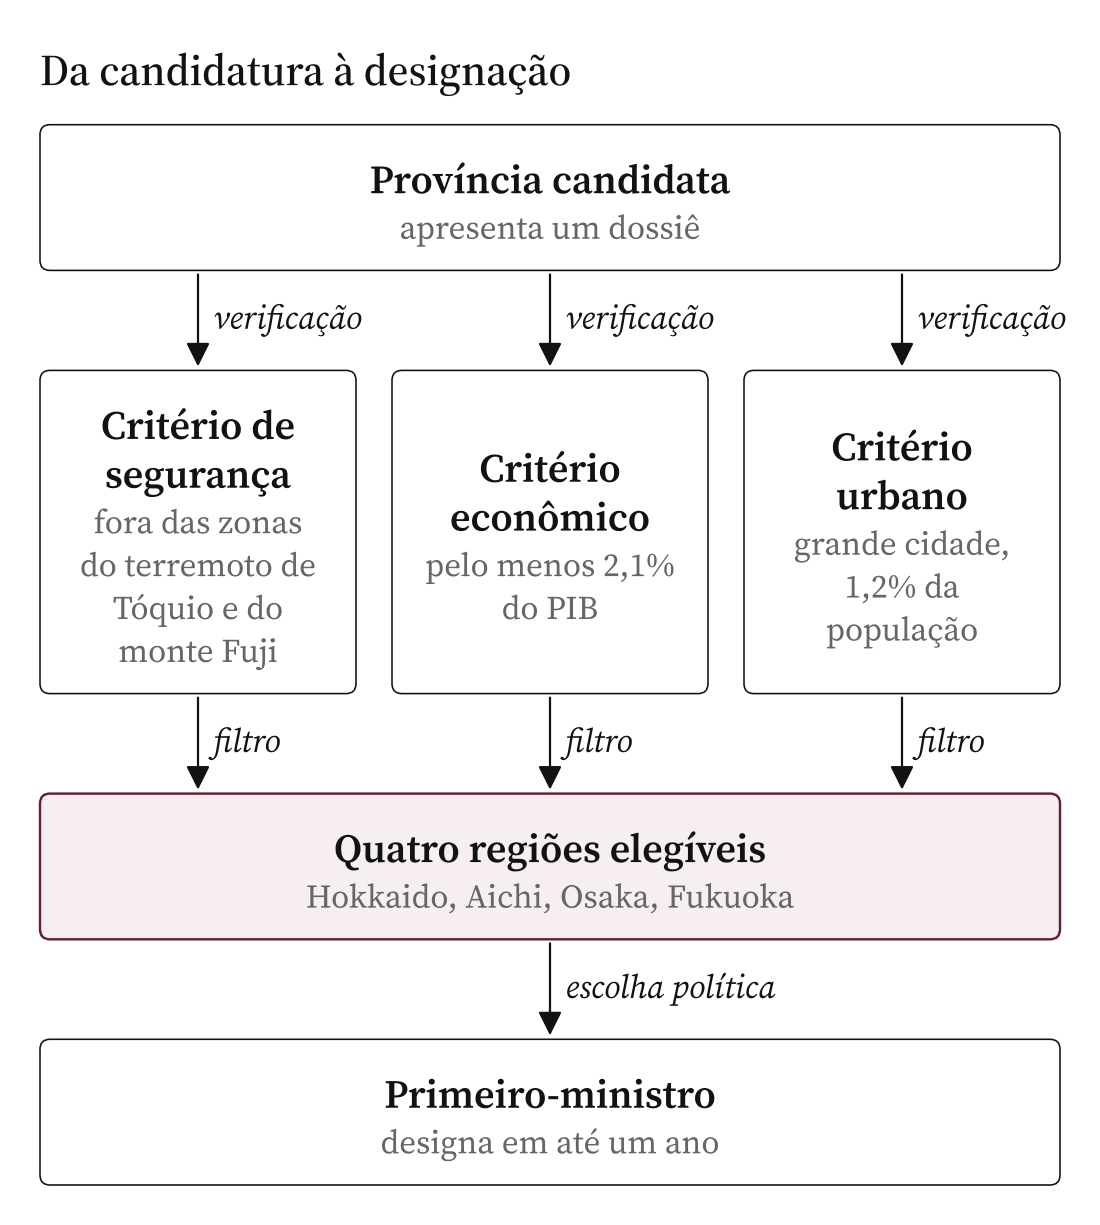 Da candidatura à designação
Província candidata
apresenta um dossiê
verificação
verificação
verificação
Critério de
segurança
fora das zonas
do terremoto de
Tóquio e do
monte Fuji
Critério
econômico
pelo menos 2,1%
do PIB
Critério
urbano
grande cidade,
1,2% da
população
filtro
filtro
filtro
Quatro regiões elegíveis
Hokkaido, Aichi, Osaka, Fukuoka
escolha política
Primeiro-ministro
designa em até um ano